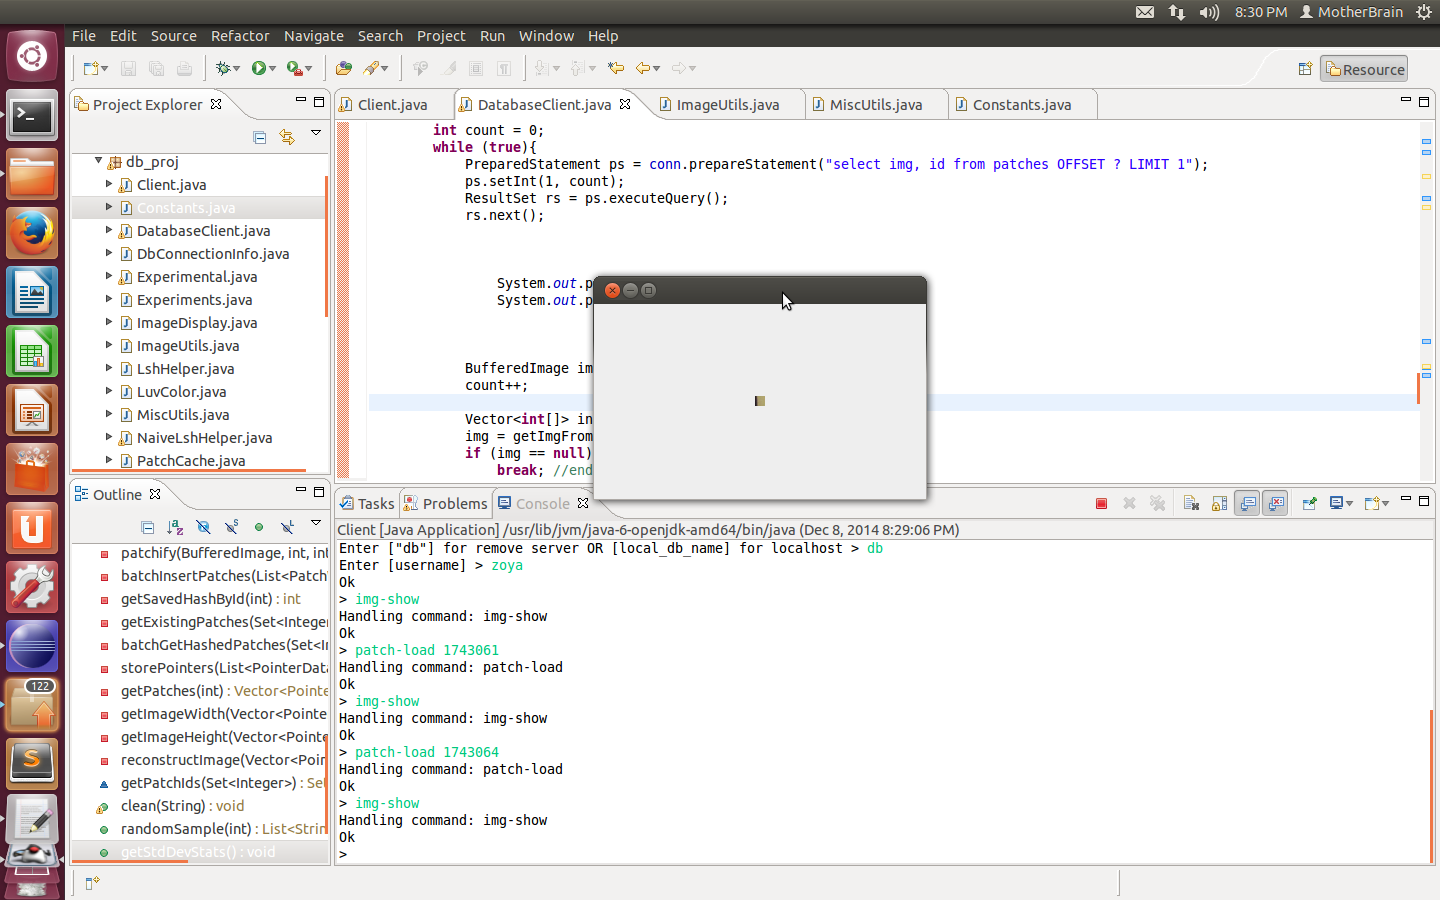 8:30 PM MotherBrain
File Edit Source Refactor Navigate Search Project Run Window Help
Resource
Project Explorer
db_proj
Client.java
Constants.java
DatabaseClient.java
DbConnectionInfo.java
Experimental.java
Experiments.java
ImageDisplay.java
ImageUtils.java
LshHelper.java
LuvColor.java
MiscUtils.java
NaiveLshHelper.java
PatchCache.java
Client.java DatabaseClient.java ImageUtils.java MiscUtils.java Constants.java
int count = 0;
while (true){
PreparedStatement ps = conn.prepareStatement("select img, id from patches OFFSET ? LIMIT 1");
ps.setInt(1, count);
ResultSet rs = ps.executeQuery();
rs.next();
System.out.p
System.out.p
BufferedImage im
count++;
Vector<int[]> in
img = getImgFrom
if (img == null)
break; //end
122
Outline
patchify(BufferedImage, int, int
batchInsertPatches(List<Patch
getSavedHashById(int) : int
getExistingPatches(Set<Integer
batchGetHashedPatches(Set<In
storePointers(List<PointerData
getPatches(int) : Vector<Pointe
getImageWidth(Vector<Pointe
getImageHeight(Vector<Pointe
reconstructImage(Vector<Poin
getPatchIds(Set<Integer>) : Set
clean(String) : void
randomSample(int) : List<Strin
getStdDevStats() : void
Tasks Problems Console
Client [Java Application] /usr/lib/jvm/java-6-openjdk-amd64/bin/java (Dec 8, 2014 8:29:06 PM)
Enter ["db"] for remove server OR [local_db_name] for localhost > db
Enter [username] > zoya
Ok
> img-show
Handling command: img-show
Ok
> patch-load 1743061
Handling command: patch-load
Ok
> img-show
Handling command: img-show
Ok
> patch-load 1743064
Handling command: patch-load
Ok
> img-show
Handling command: img-show
Ok
>